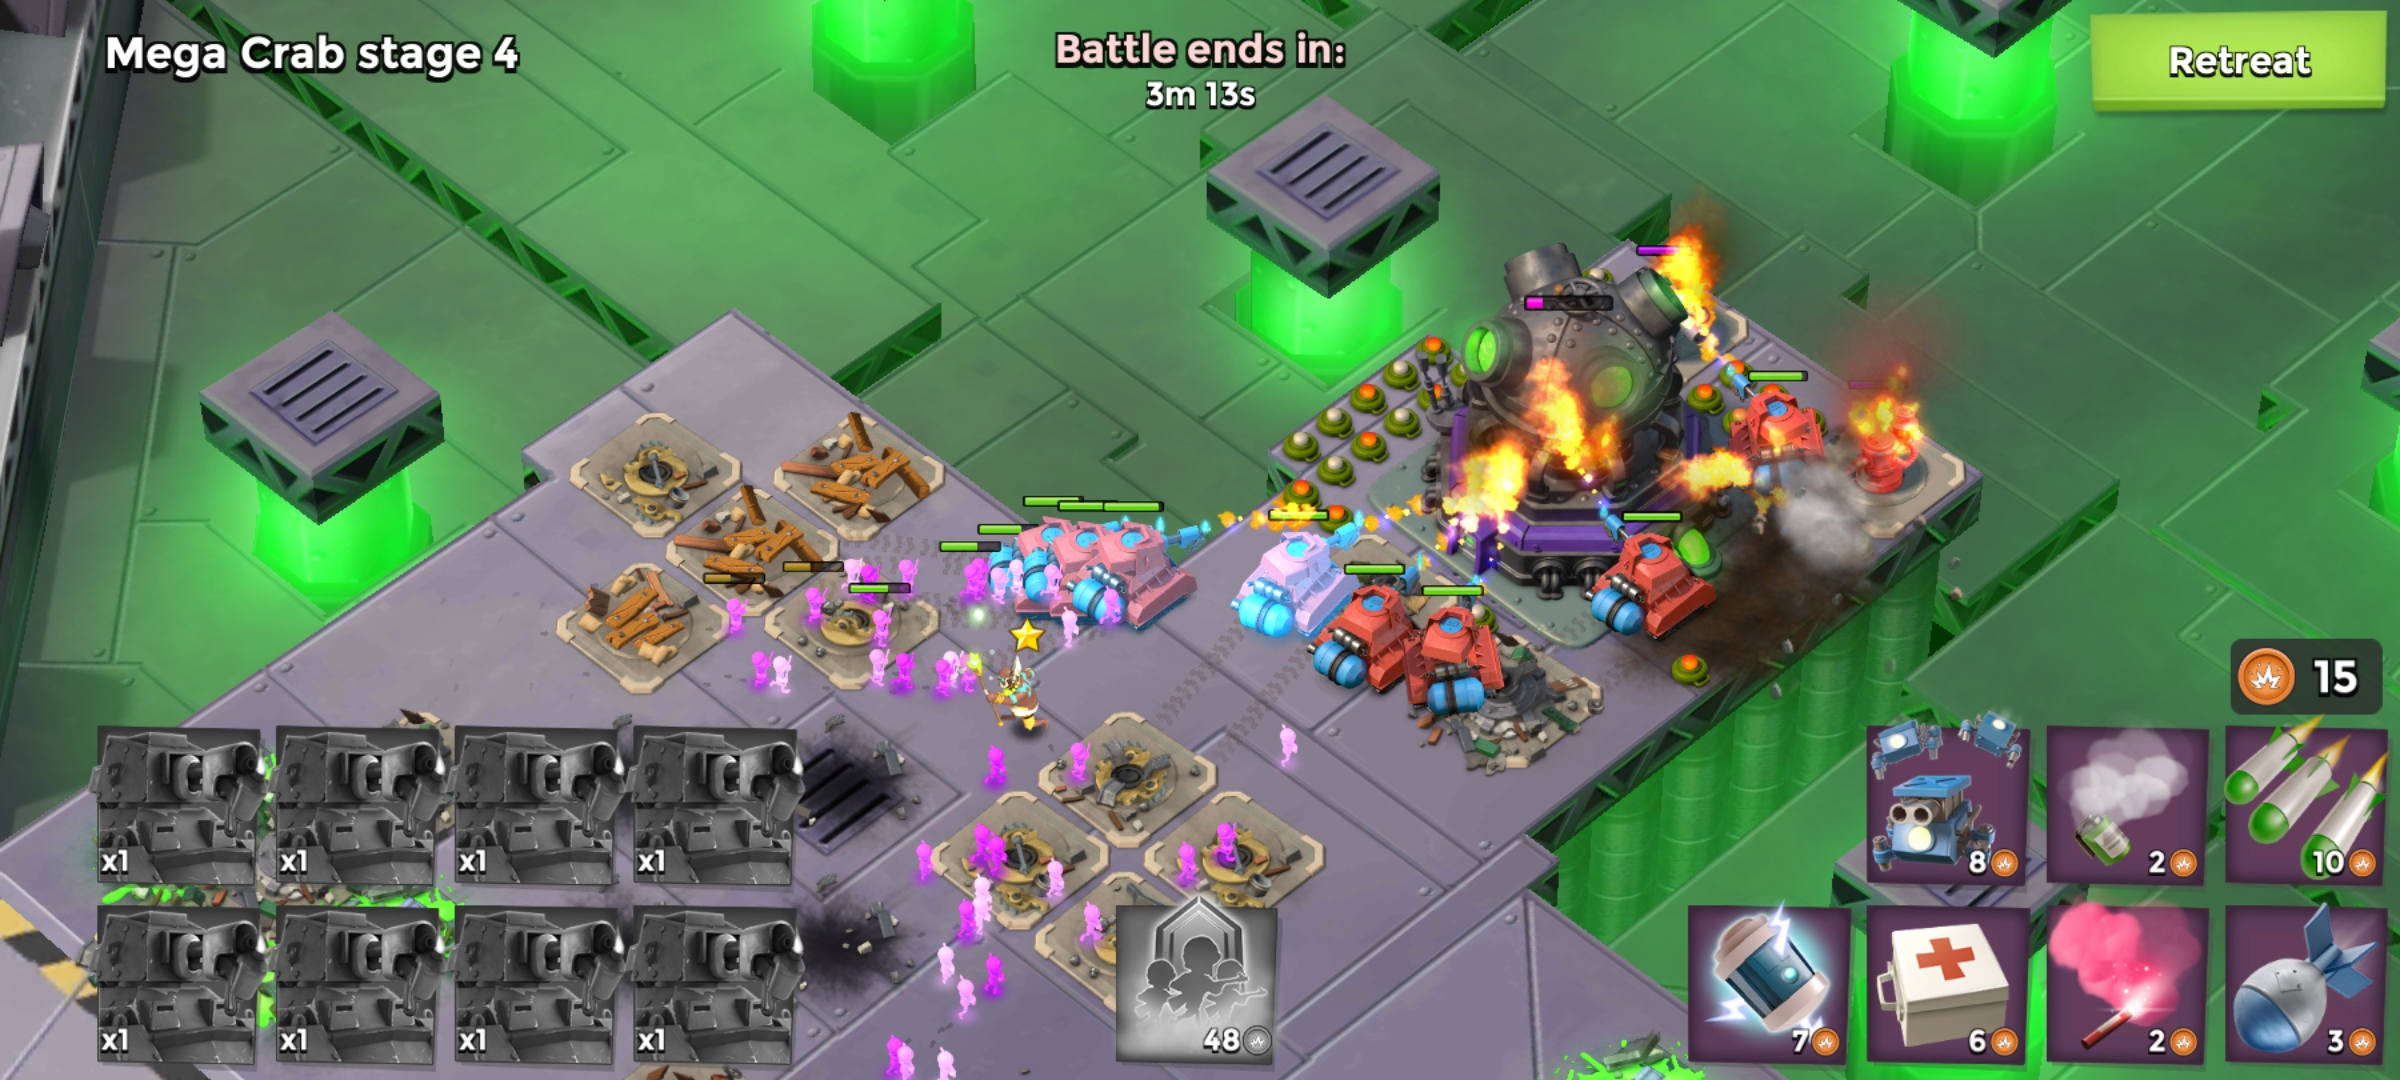 Mega Crab stage 4
Battle ends in:
3m 13s
Retreat
15
8
2
10
x1
x1
x1
x1
x1
x1
x1
x1
48
7
6
2
3